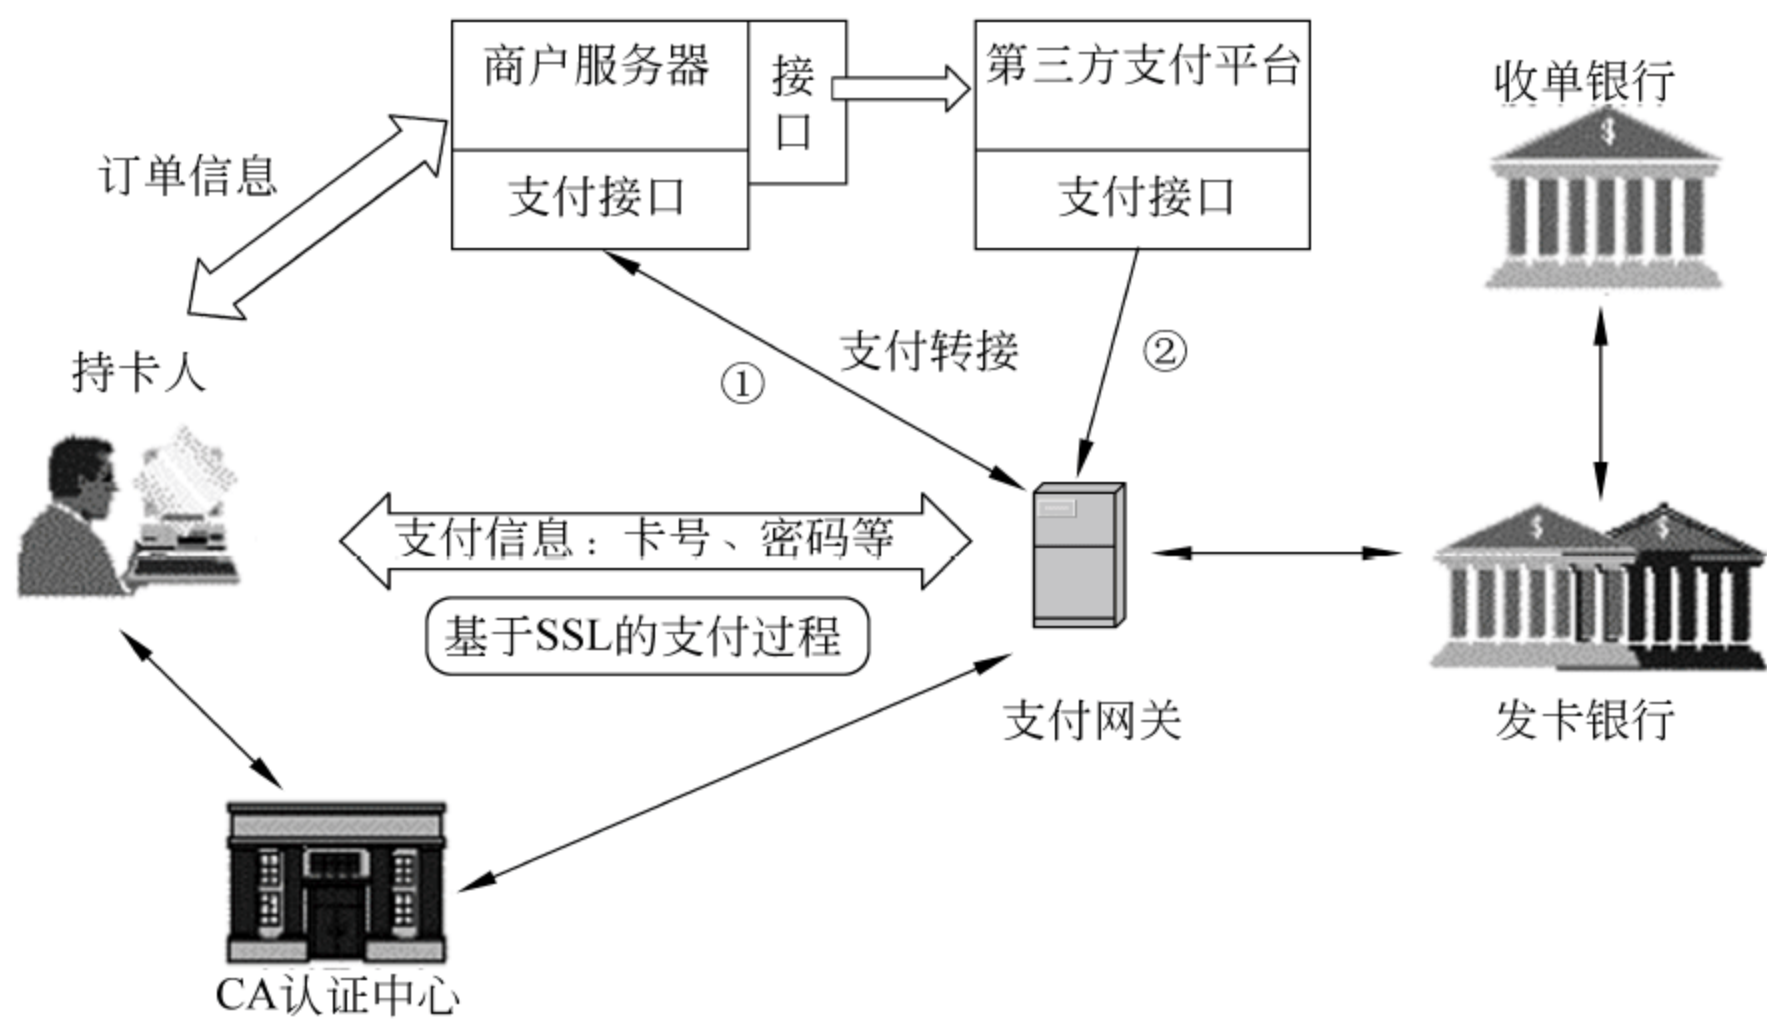 商户服务器
接口
第三方支付平台
收单银行
订单信息
支付接口
支付接口
支付转接
①
②
持卡人
$
支付信息：卡号、密码等
$
$
基于SSL的支付过程
支付网关
发卡银行
CA认证中心